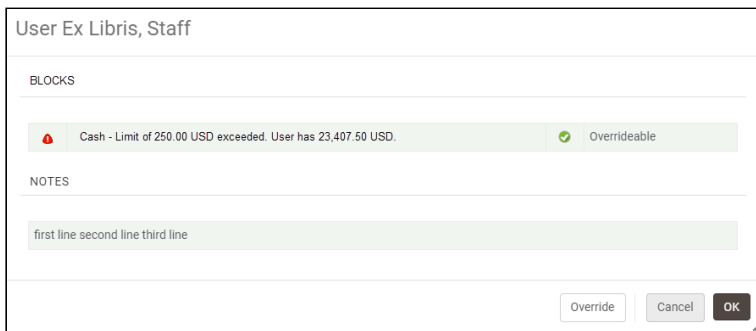 User Ex Libris, Staff
BLOCKS
Cash - Limit of 250.00 USD exceeded. User has 23,407.50 USD. Overrideable
NOTES
first line second line third line
Override Cancel OK